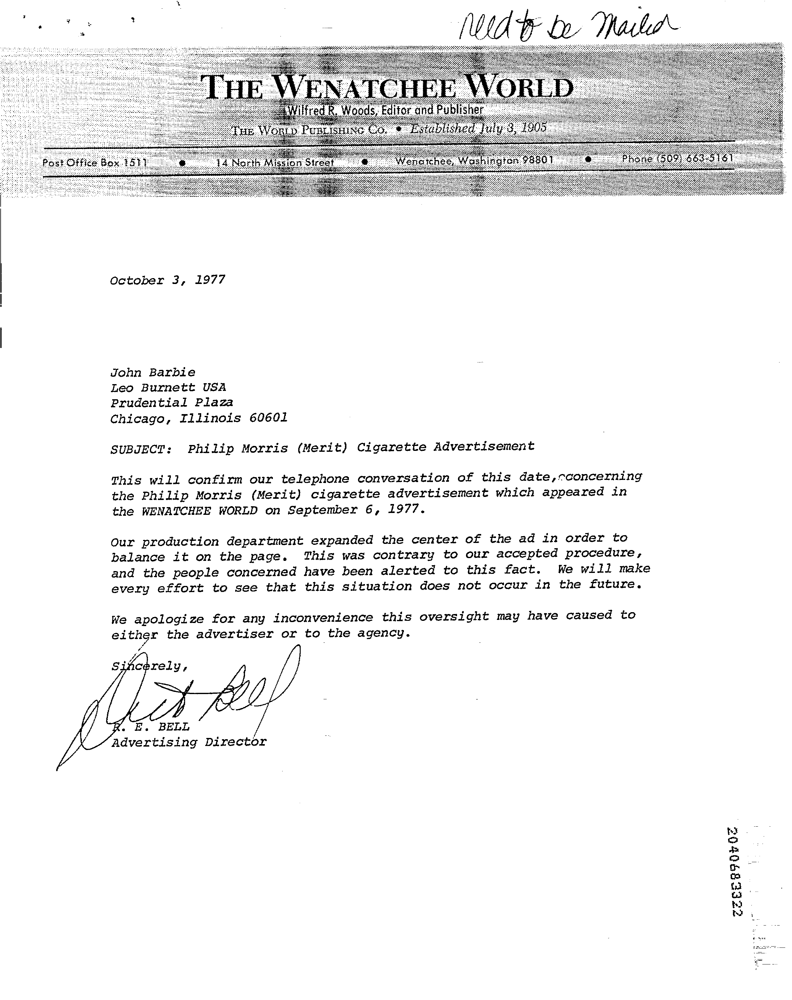 need to be Mailed
THE WENATCHEE WORLD
Wilfred R. Woods, Editor and Publisher
THE WORLD PUBLISHING CO. • Established July 3, 1905
Post Office Box 1511 • 14 North Mission Street • Wenatchee, Washington 98801 • Phone (509) 663-5161
October 3, 1977
John Barbie
Leo Burnett USA
Prudential Plaza
Chicago, Illinois 60601
SUBJECT: Philip Morris (Merit) Cigarette Advertisement
This will confirm our telephone conversation of this date, concerning
the Philip Morris (Merit) cigarette advertisement which appeared in
the WENATCHEE WORLD on September 6, 1977.
Our production department expanded the center of the ad in order to
balance it on the page. This was contrary to our accepted procedure,
and the people concerned have been alerted to this fact. We will make
every effort to see that this situation does not occur in the future.
We apologize for any inconvenience this oversight may have caused to
either the advertiser or to the agency.
Sincerely,
Bell
R. E. BELL
Advertising Director
2040683322